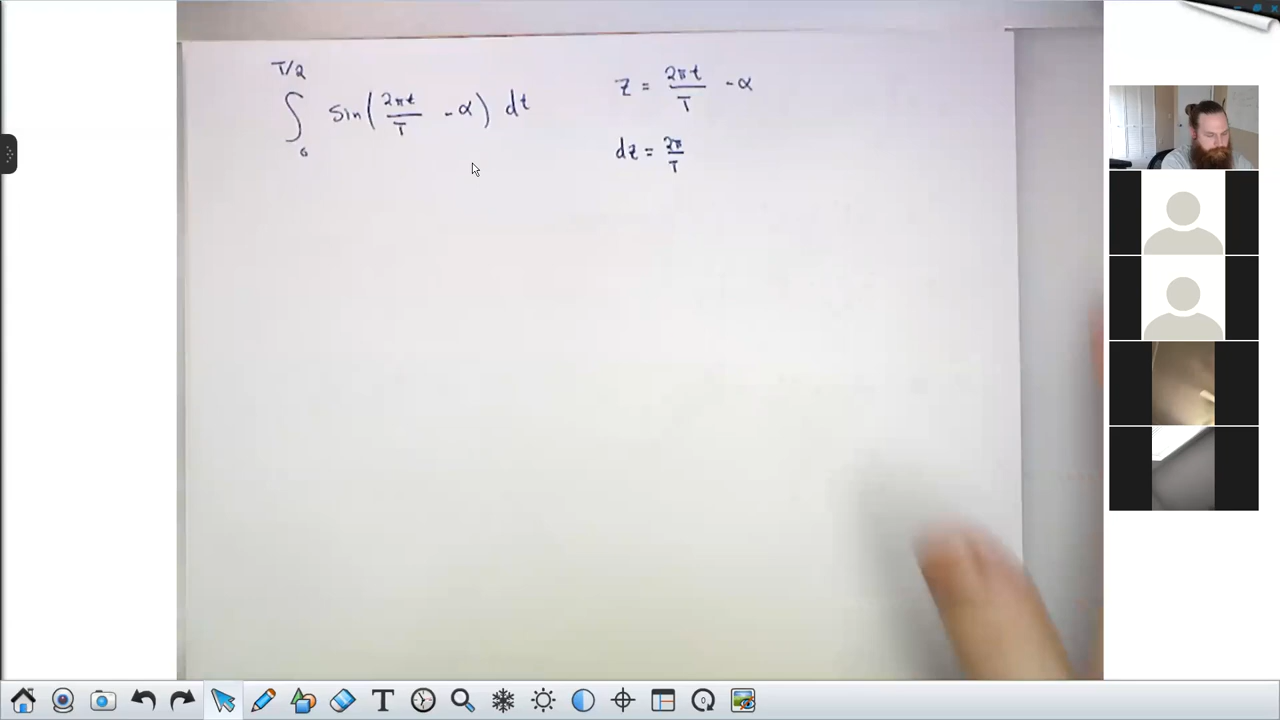 T/2
∫ sin(2πt/T - α) dt
0
z = 2πt/T - α
dz = 2π/T
T